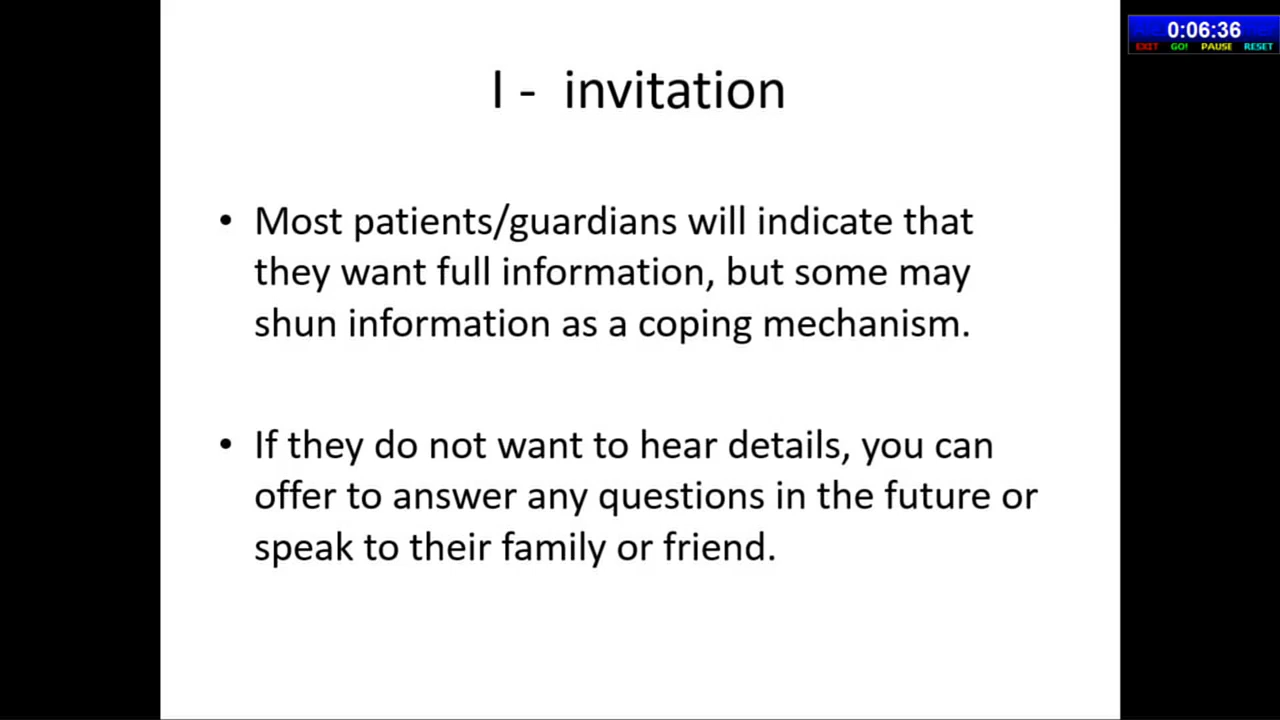 0:06:36
EXIT GO! PAUSE RESET
I - invitation
• Most patients/guardians will indicate that
they want full information, but some may
shun information as a coping mechanism.
• If they do not want to hear details, you can
offer to answer any questions in the future or
speak to their family or friend.